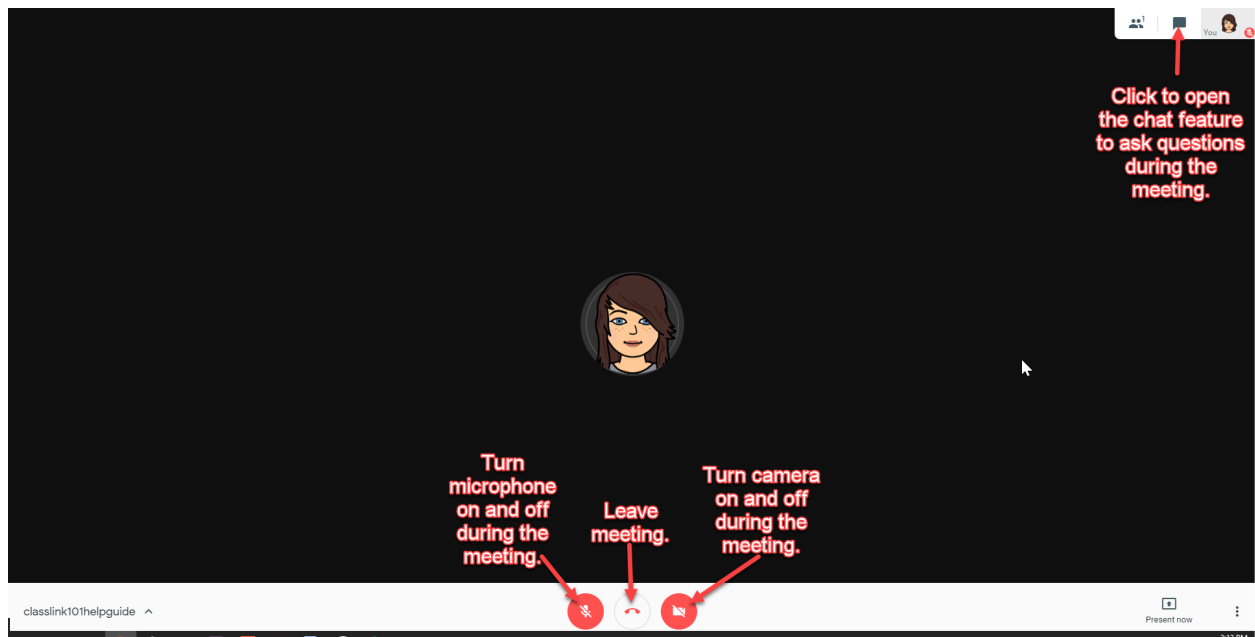 1
You
Click to open
the chat feature
to ask questions
during the
meeting.
Turn
microphone
on and off
during the
meeting.
Leave
meeting.
Turn camera
on and off
during the
meeting.
classlink101helpguide
Present now